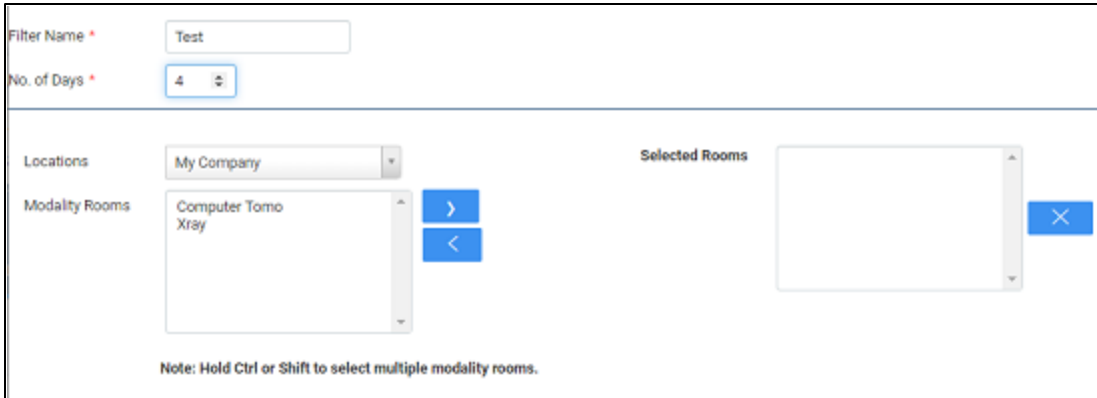 Filter Name *
Test
No. of Days *
4
Locations
My Company
Selected Rooms
Modality Rooms
Computer Tomo
Xray
Note: Hold Ctrl or Shift to select multiple modality rooms.